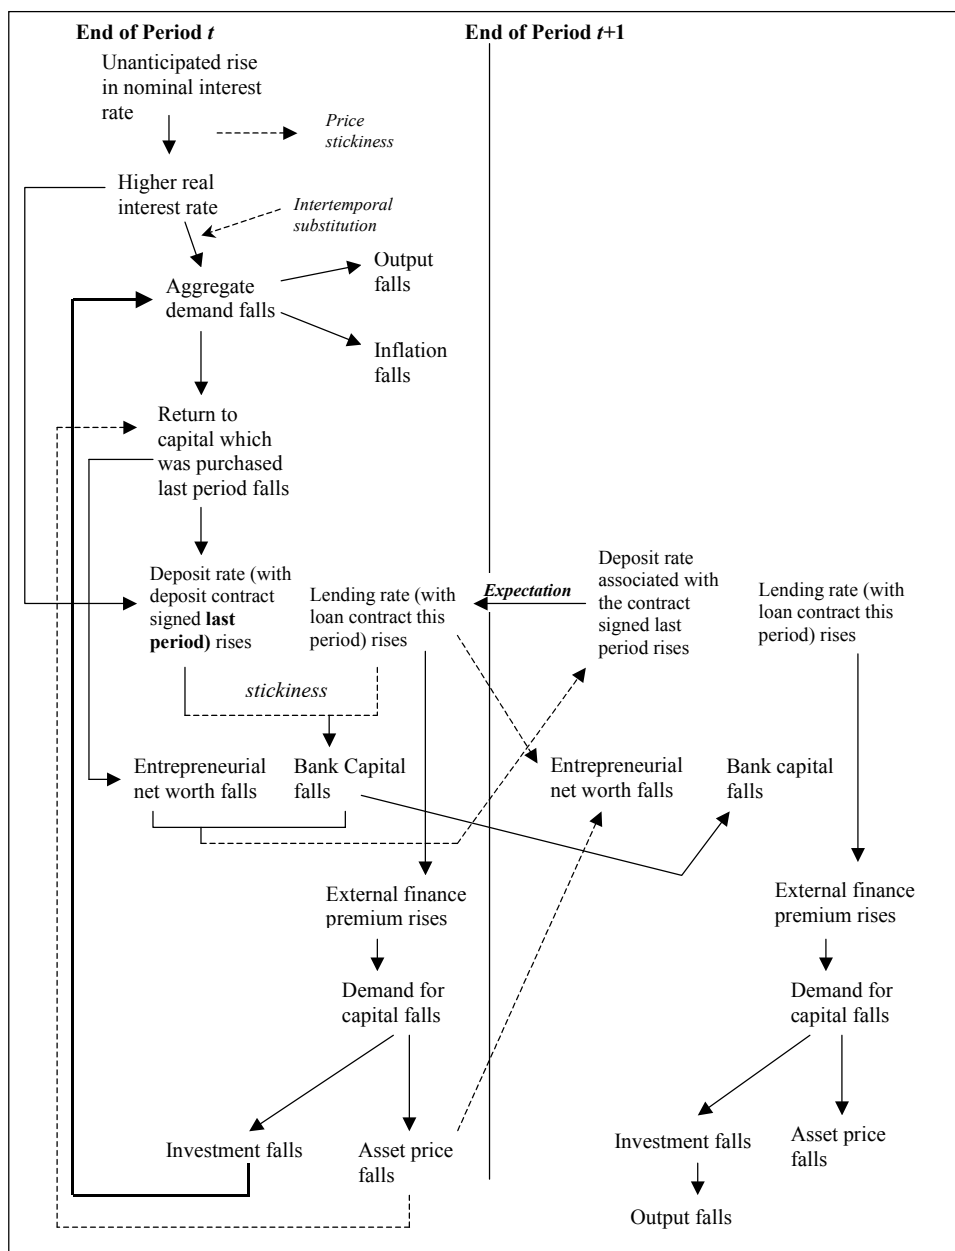 End of Period t
End of Period t+1
Unanticipated rise
in nominal interest
rate
Price
stickiness
Higher real
interest rate
Intertemporal
substitution
Output
falls
Aggregate
demand falls
Inflation
falls
Return to
capital which
was purchased
last period falls
Deposit rate (with
deposit contract
signed last
period) rises
Lending rate (with
loan contract this
period) rises
Expectation
Deposit rate
associated with
the contract
signed last
period rises
Lending rate (with
loan contract this
period) rises
stickiness
Entrepreneurial
net worth falls
Bank Capital
falls
Entrepreneurial
net worth falls
Bank capital
falls
External finance
premium rises
External finance
premium rises
Demand for
capital falls
Demand for
capital falls
Investment falls
Asset price
falls
Investment falls
Asset price
falls
Output falls